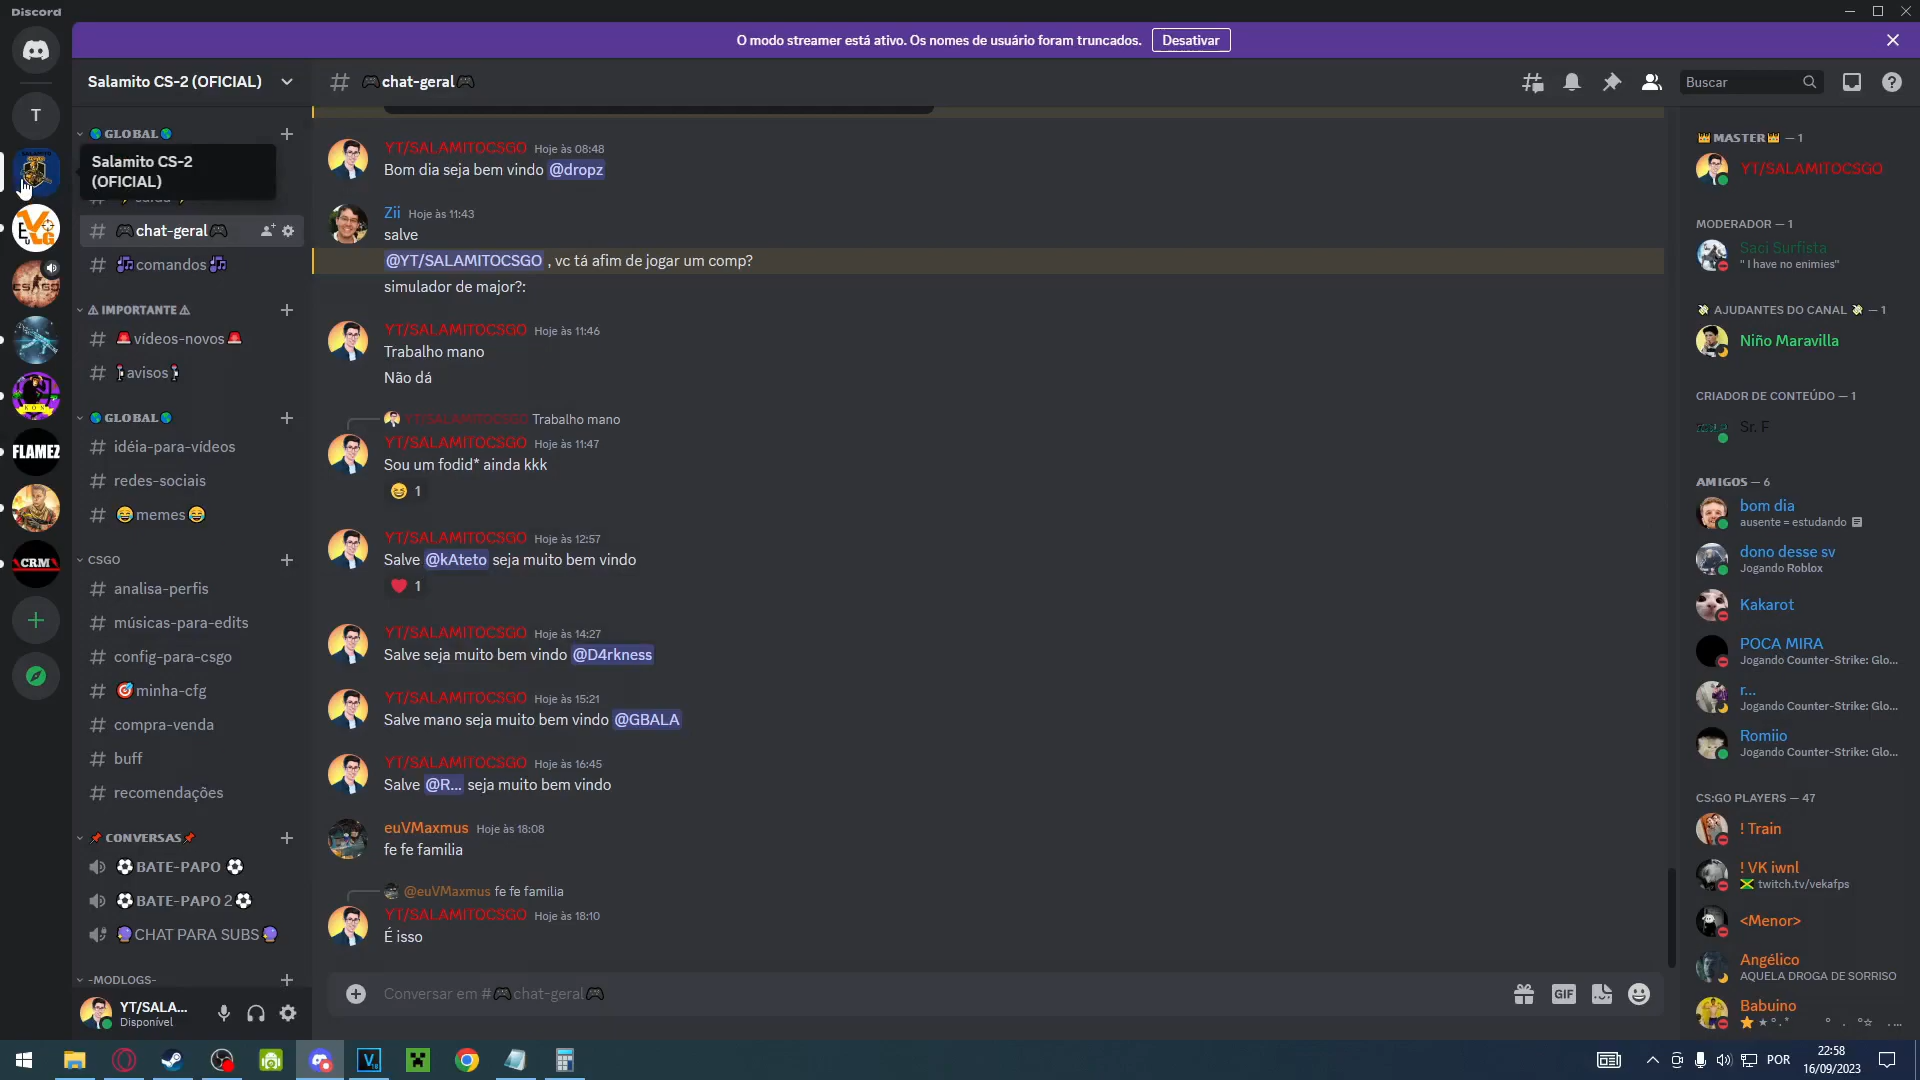 Discord
O modo streamer está ativo. Os nomes de usuário foram truncados. Desativar
Salamito CS-2 (OFICIAL)
# 🎮chat-geral🎮
Buscar
T
🌎GLOBAL🌎
Salamito CS-2
(OFICIAL)
# 🎮chat-geral🎮
# 🎶comandos🎶
⚠IMPORTANTE⚠
# 🚨vídeos-novos🚨
# avisos
🌎GLOBAL🌎
# idéia-para-vídeos
# redes-sociais
# 😂memes😂
CSGO
# analisa-perfis
# músicas-para-edits
# config-para-csgo
# 🎯minha-cfg
# compra-venda
# buff
# recomendações
📌CONVERSAS📌
⚽BATE-PAPO ⚽
⚽BATE-PAPO 2⚽
🔮CHAT PARA SUBS🔮
-MODLOGS-
YT/SALA...
Disponível
CS:GO
FLAMEZ
CRM
YT/SALAMITOCSGO Hoje às 08:48
Bom dia seja bem vindo @dropz
Zii Hoje às 11:43
salve
@YT/SALAMITOCSGO , vc tá afim de jogar um comp?
simulador de major?:
YT/SALAMITOCSGO Hoje às 11:46
Trabalho mano
Não dá
YT/SALAMITOCSGO Trabalho mano
YT/SALAMITOCSGO Hoje às 11:47
Sou um fodid* ainda kkk
😆 1
YT/SALAMITOCSGO Hoje às 12:57
Salve @kAteto seja muito bem vindo
❤ 1
YT/SALAMITOCSGO Hoje às 14:27
Salve seja muito bem vindo @D4rkness
YT/SALAMITOCSGO Hoje às 15:21
Salve mano seja muito bem vindo @GBALA
YT/SALAMITOCSGO Hoje às 16:45
Salve @R... seja muito bem vindo
euVMaxmus Hoje às 18:08
fe fe familia
@euVMaxmus fe fe familia
YT/SALAMITOCSGO Hoje às 18:10
É isso
Conversar em #🎮chat-geral🎮
GIF
👑MASTER👑 — 1
YT/SALAMITOCSGO
MODERADOR — 1
Saci Surfista
" I have no enimies"
💸 AJUDANTES DO CANAL 💸 — 1
Niño Maravilla
CRIADOR DE CONTEÚDO — 1
Sr. F
AMIGOS — 6
bom dia
ausente = estudando
dono desse sv
Jogando Roblox
Kakarot
POCA MIRA
Jogando Counter-Strike: Glo...
r...
Jogando Counter-Strike: Glo...
Romiio
Jogando Counter-Strike: Glo...
CS:GO PLAYERS — 47
! Train
! VK iwnl
🇯🇲 twitch.tv/vekafps
<Menor>
Angélico
AQUELA DROGA DE SORRISO
Babuino
POR
22:58
16/09/2023